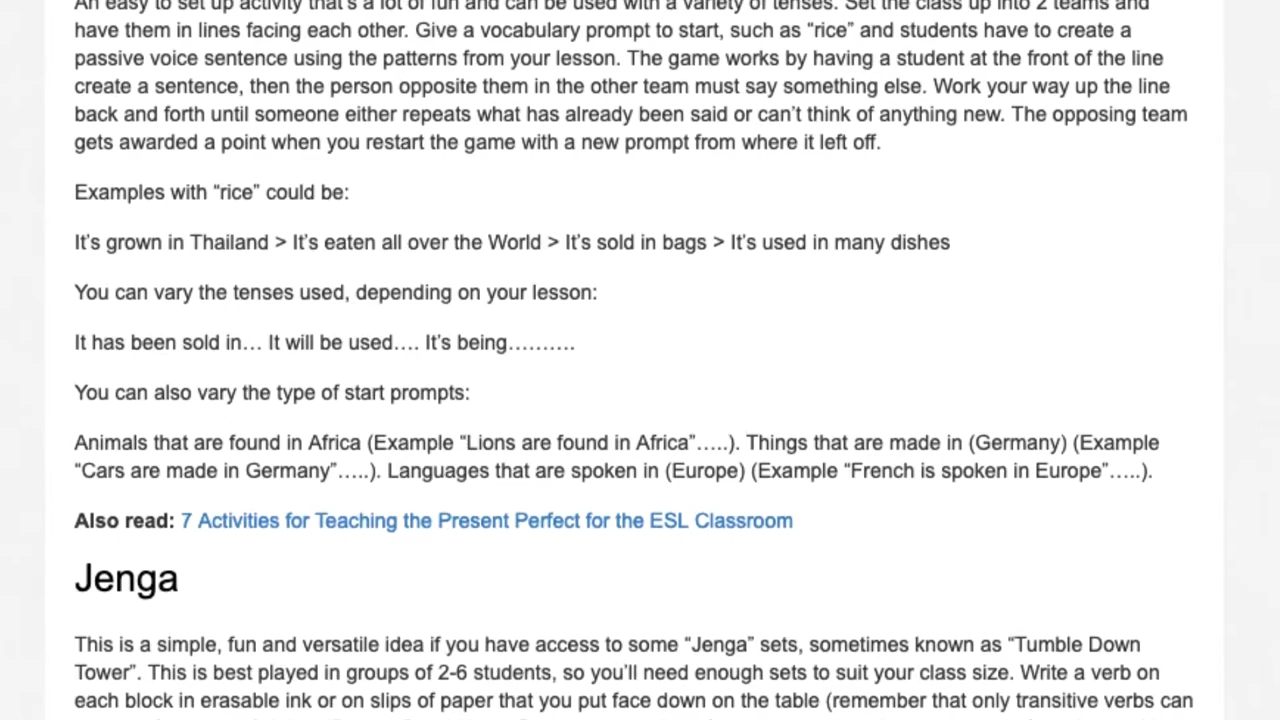 An easy to set up activity that's a lot of fun and can be used with a variety of tenses. Set the class up into 2 teams and
have them in lines facing each other. Give a vocabulary prompt to start, such as “rice” and students have to create a
passive voice sentence using the patterns from your lesson. The game works by having a student at the front of the line
create a sentence, then the person opposite them in the other team must say something else. Work your way up the line
back and forth until someone either repeats what has already been said or can’t think of anything new. The opposing team
gets awarded a point when you restart the game with a new prompt from where it left off.
Examples with “rice” could be:
It’s grown in Thailand > It’s eaten all over the World > It’s sold in bags > It’s used in many dishes
You can vary the tenses used, depending on your lesson:
It has been sold in… It will be used…. It’s being……….
You can also vary the type of start prompts:
Animals that are found in Africa (Example “Lions are found in Africa”…..). Things that are made in (Germany) (Example
“Cars are made in Germany”…..). Languages that are spoken in (Europe) (Example “French is spoken in Europe”…..).
Also read: 7 Activities for Teaching the Present Perfect for the ESL Classroom
Jenga
This is a simple, fun and versatile idea if you have access to some “Jenga” sets, sometimes known as “Tumble Down
Tower”. This is best played in groups of 2-6 students, so you’ll need enough sets to suit your class size. Write a verb on
each block in erasable ink or on slips of paper that you put face down on the table (remember that only transitive verbs can